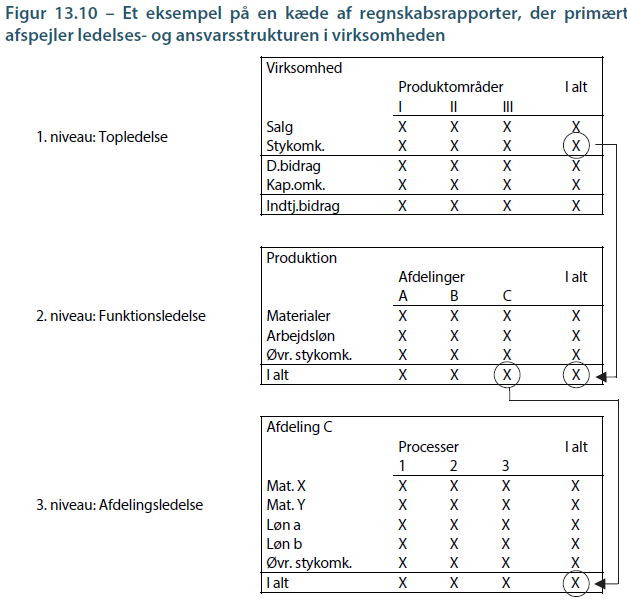 Figur 13.10 – Et eksempel på en kæde af regnskabsrapporter, der primært
afspejler ledelses- og ansvarsstrukturen i virksomheden
Virksomhed
Produktområder I alt
I II III
1. niveau: Topledelse
Salg X X X X
Stykomk. X X X X
D.bidrag X X X X
Kap.omk. X X X X
Indtj.bidrag X X X X
Produktion
Afdelinger I alt
A B C
2. niveau: Funktionsledelse
Materialer X X X X
Arbejdsløn X X X X
Øvr. stykomk. X X X X
I alt X X X X
Afdeling C
Processer I alt
1 2 3
3. niveau: Afdelingsledelse
Mat. X X X X X
Mat. Y X X X X
Løn a X X X X
Løn b X X X X
Øvr. stykomk. X X X X
I alt X X X X